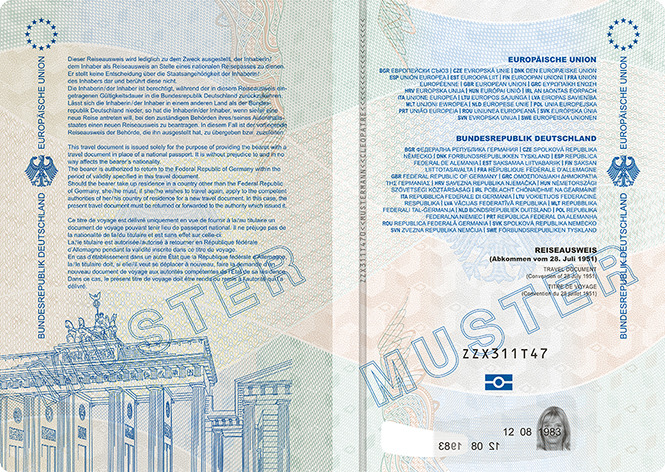 EUROPÄISCHE UNION
BUNDESREPUBLIK DEUTSCHLAND
Dieser Reiseausweis wird lediglich zu dem Zweck ausgestellt, der Inhaberin/
dem Inhaber als Reiseausweis an Stelle eines nationalen Reisepasses zu dienen.
Er stellt keine Entscheidung über die Staatsangehörigkeit der Inhaberin/
des Inhabers dar und berührt diese nicht.
Die Inhaberin/der Inhaber ist berechtigt, während der in diesem Reiseausweis ein-
getragenen Gültigkeitsdauer in die Bundesrepublik Deutschland zurückzukehren.
Lässt sich die Inhaberin/ der Inhaber in einem anderen Land als der Bundes-
republik Deutschland nieder, so hat die Inhaberin/der Inhaber, wenn sie/er eine
neue Reise antreten will, bei den zuständigen Behörden ihres/seines Aufenthalts-
staates einen neuen Reiseausweis zu beantragen. In diesem Fall ist der vorliegende
Reiseausweis der Behörde, die ihn ausgestellt hat, zu übergeben bzw. zuzusenden.
This travel document is issued solely for the purpose of providing the bearer with a
travel document in place of a national passport. It is without prejudice to and in no
way affects the bearer's nationality.
The bearer is authorized to return to the Federal Republic of Germany within the
period of validity specified in this travel document.
Should the bearer take up residence in a country other than the Federal Republic
of Germany, she/he must, if she/he wishes to travel again, apply to the competent
authorities of her/his country of residence for a new travel document. In this case, the
present travel document must be returned or forwarded to the authority which issued it.
Ce titre de voyage est délivré uniquement en vue de fournir à la/au titulaire un
document de voyage pouvant tenir lieu de passeport national. Il ne préjuge pas de
la nationalité de la/du titulaire et est sans effet sur celle-ci.
La/le titulaire est autorisée/autorisé à retourner en République fédérale
d'Allemagne pendant la validité inscrite dans ce titre du voyage.
En cas d'établissement dans un autre État que la République fédérale d'Allemagne
la/le titulaire doit, si elle/il veut se déplacer à nouveau, faire la demande d'un
nouveau document de voyage aux autorités compétentes de l'État de sa résidence.
Dans ce cas, le présent titre de voyage doit être rendu ou remis à l'autorité qui l'a
délivré.
MUSTER
EUROPÄISCHE UNION
BGR ЕВРОПЕЙСКИ СЪЮЗ | CZE EVROPSKÁ UNIE | DNK DEN EUROPÆISKE UNION
ESP UNIÓN EUROPEA | EST EUROOPA LIIT | FIN EUROOPAN UNIONI | FRA UNION
EUROPÉENNE | GBR EUROPEAN UNION | GRC ΕΥΡΩΠΑΪΚΗ ΕΝΩΣΗ
HRV EUROPSKA UNIJA | HUN EURÓPAI UNIÓ | IRL AN tAONTAS EORPACH
ITA UNIONE EUROPEA | LTU EUROPOS SĄJUNGA | LVA EIROPAS SAVIENĪBA
MLT UNJONI EWROPEA | NLD EUROPESE UNIE | POL UNIA EUROPEJSKA
PRT UNIÃO EUROPEIA | ROU UNIUNEA EUROPEANĂ | SVK EURÓPSKA ÚNIA
SVN EVROPSKA UNIJA | SWE EUROPEISKA UNIONEN
BUNDESREPUBLIK DEUTSCHLAND
BGR ФЕДЕРАЛНА РЕПУБЛИКА ГЕРМАНИЯ | CZE SPOLKOVÁ REPUBLIKA
NĚMECKO | DNK FORBUNDSREPUBLIKKEN TYSKLAND | ESP REPÚBLICA
FEDERAL DE ALEMANIA | EST SAKSAMAA LIITVABARIIK | FIN SAKSAN
LIITTOTASAVALTA | FRA RÉPUBLIQUE FÉDÉRALE D'ALLEMAGNE
GBR FEDERAL REPUBLIC OF GERMANY | GRC ΟΜΟΣΠΟΝΔΙΑΚΗ ΔΗΜΟΚΡΑΤΙΑ
ΤΗΣ ΓΕΡΜΑΝΙΑΣ | HRV SAVEZNA REPUBLIKA NJEMAČKA | HUN NÉMETORSZÁGI
SZÖVETSÉGI KÖZTÁRSASÁG | IRL POBLACHT CHÓNAIDHME NA GEARMÁINE
ITA REPUBBLICA FEDERALE DI GERMANIA | LTU VOKIETIJOS FEDERACINĖ
RESPUBLIKA | LVA VĀCIJAS FEDERATĪVĀ REPUBLIKA | MLT REPUBBLIKA
FEDERALI TAL-ĠERMANJA | NLD BONDSREPUBLIEK DUITSLAND | POL REPUBLIKA
FEDERALNA NIEMIEC | PRT REPÚBLICA FEDERAL DA ALEMANHA
ROU REPUBLICA FEDERALĂ GERMANIA | SVK SPOLKOVÁ REPUBLIKA NEMECKO
SVN ZVEZNA REPUBLIKA NEMČIJA | SWE FÖRBUNDSREPUBLIKEN TYSKLAND
REISEAUSWEIS
(Abkommen vom 28. Juli 1951)
TRAVEL DOCUMENT
(Convention of 28 July 1951)
TITRE DE VOYAGE
(Convention du 28 juillet 1951)
MUSTER
ZZX311T47
12 08 1983
12 08 1983
EUROPÄISCHE UNION
BUNDESREPUBLIK DEUTSCHLAND